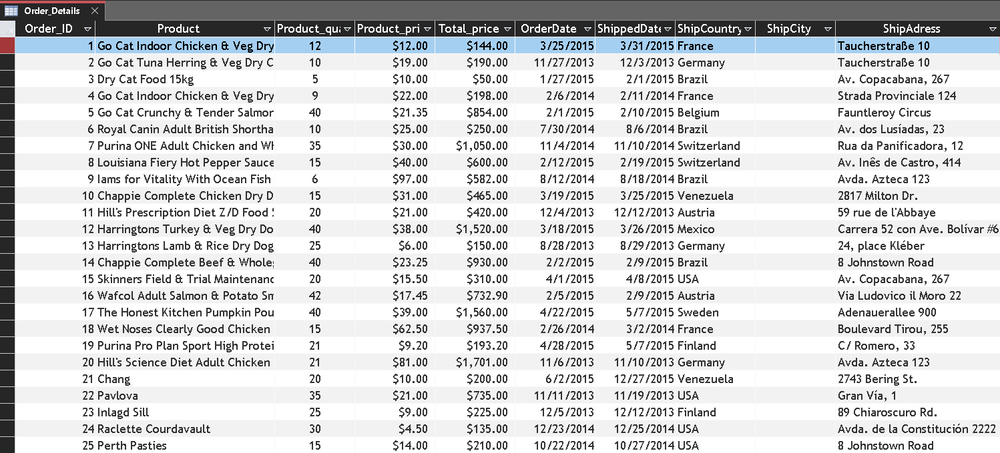 Order_Details
Order_ID Product Product_qua Product_pri Total_price OrderDate ShippedDate ShipCountry ShipCity ShipAdress
1 Go Cat Indoor Chicken & Veg Dry 12 $12.00 $144.00 3/25/2015 3/31/2015 France Taucherstraße 10
2 Go Cat Tuna Herring & Veg Dry C 10 $19.00 $190.00 11/27/2013 12/3/2013 Germany Taucherstraße 10
3 Dry Cat Food 15kg 5 $10.00 $50.00 1/27/2015 2/1/2015 Brazil Av. Copacabana, 267
4 Go Cat Indoor Chicken & Veg Dry 9 $22.00 $198.00 2/6/2014 2/11/2014 France Strada Provinciale 124
5 Go Cat Crunchy & Tender Salmor 40 $21.35 $854.00 2/1/2015 2/10/2015 Belgium Fauntleroy Circus
6 Royal Canin Adult British Shortha 10 $25.00 $250.00 7/30/2014 8/6/2014 Brazil Av. dos Lusíadas, 23
7 Purina ONE Adult Chicken and Wh 35 $30.00 $1,050.00 11/4/2014 11/10/2014 Switzerland Rua da Panificadora, 12
8 Louisiana Fiery Hot Pepper Sauce 15 $40.00 $600.00 2/12/2015 2/19/2015 Switzerland Av. Inês de Castro, 414
9 Iams for Vitality With Ocean Fish 6 $97.00 $582.00 8/12/2014 8/18/2014 Brazil Avda. Azteca 123
10 Chappie Complete Chicken Dry D 15 $31.00 $465.00 3/19/2015 3/25/2015 Venezuela 2817 Milton Dr.
11 Hill's Prescription Diet Z/D Food 20 $21.00 $420.00 12/4/2013 12/12/2013 Austria 59 rue de l'Abbaye
12 Harringtons Turkey & Veg Dry Do 40 $38.00 $1,520.00 3/18/2015 3/26/2015 Mexico Carrera 52 con Ave. Bolívar #6
13 Harringtons Lamb & Rice Dry Dog 25 $6.00 $150.00 8/28/2013 8/29/2013 Germany 24, place Kléber
14 Chappie Complete Beef & Whole 40 $23.25 $930.00 2/2/2015 2/9/2015 Brazil 8 Johnstown Road
15 Skinners Field & Trial Maintenanc 20 $15.50 $310.00 4/1/2015 4/8/2015 USA Av. Copacabana, 267
16 Wafcol Adult Salmon & Potato Sm 42 $17.45 $732.90 2/5/2015 2/9/2015 Austria Via Ludovico il Moro 22
17 The Honest Kitchen Pumpkin Pou 40 $39.00 $1,560.00 4/22/2015 5/7/2015 Sweden Adenauerallee 900
18 Wet Noses Clearly Good Chicken 15 $62.50 $937.50 2/26/2014 3/2/2014 France Boulevard Tirou, 255
19 Purina Pro Plan Sport High Protei 21 $9.20 $193.20 4/28/2015 5/7/2015 Finland C/ Romero, 33
20 Hill's Science Diet Adult Chicken 21 $81.00 $1,701.00 11/6/2013 11/10/2013 Germany Avda. Azteca 123
21 Chang 20 $10.00 $200.00 6/2/2015 12/27/2015 Venezuela 2743 Bering St.
22 Pavlova 35 $21.00 $735.00 11/11/2013 11/19/2013 USA Gran Vía, 1
23 Inlagd Sill 25 $9.00 $225.00 12/5/2013 12/12/2013 Finland 89 Chiaroscuro Rd.
24 Raclette Courdavault 30 $4.50 $135.00 12/23/2014 12/25/2014 USA Avda. de la Constitución 2222
25 Perth Pasties 15 $14.00 $210.00 10/22/2014 10/27/2014 USA 8 Johnstown Road